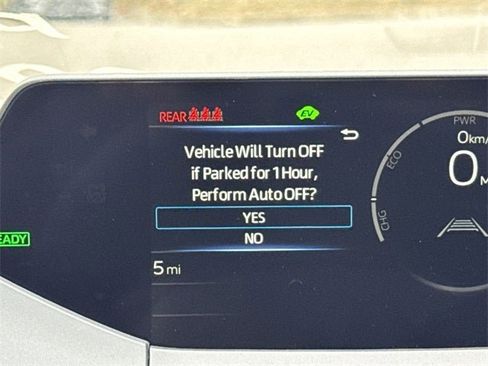 REAR
EV
PWR
Vehicle Will Turn OFF
if Parked for 1 Hour,
Perform Auto OFF?
YES
NO
0km/
ECO
0M
CHG
EADY
5 mi